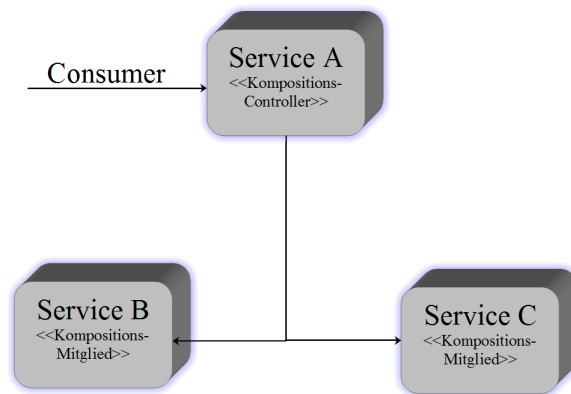 Service A
<<Kompositions-
Controller>>
Consumer
Service B
<<Kompositions-
Mitglied>>
Service C
<<Kompositions-
Mitglied>>